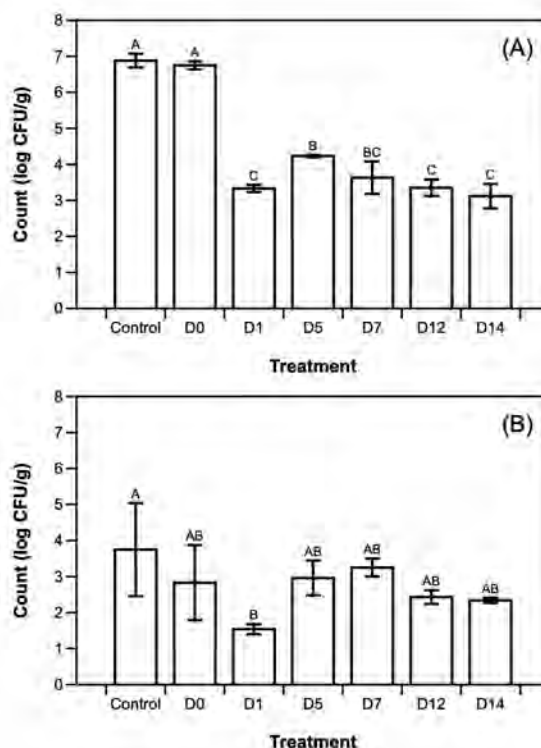 (A)
Count (log CFU/g)
8
7
6
5
4
3
2
1
0
A A C B BC C C
Control D0 D1 D5 D7 D12 D14
Treatment
(B)
Count (log CFU/g)
8
7
6
5
4
3
2
1
0
A AB B AB AB AB AB
Control D0 D1 D5 D7 D12 D14
Treatment